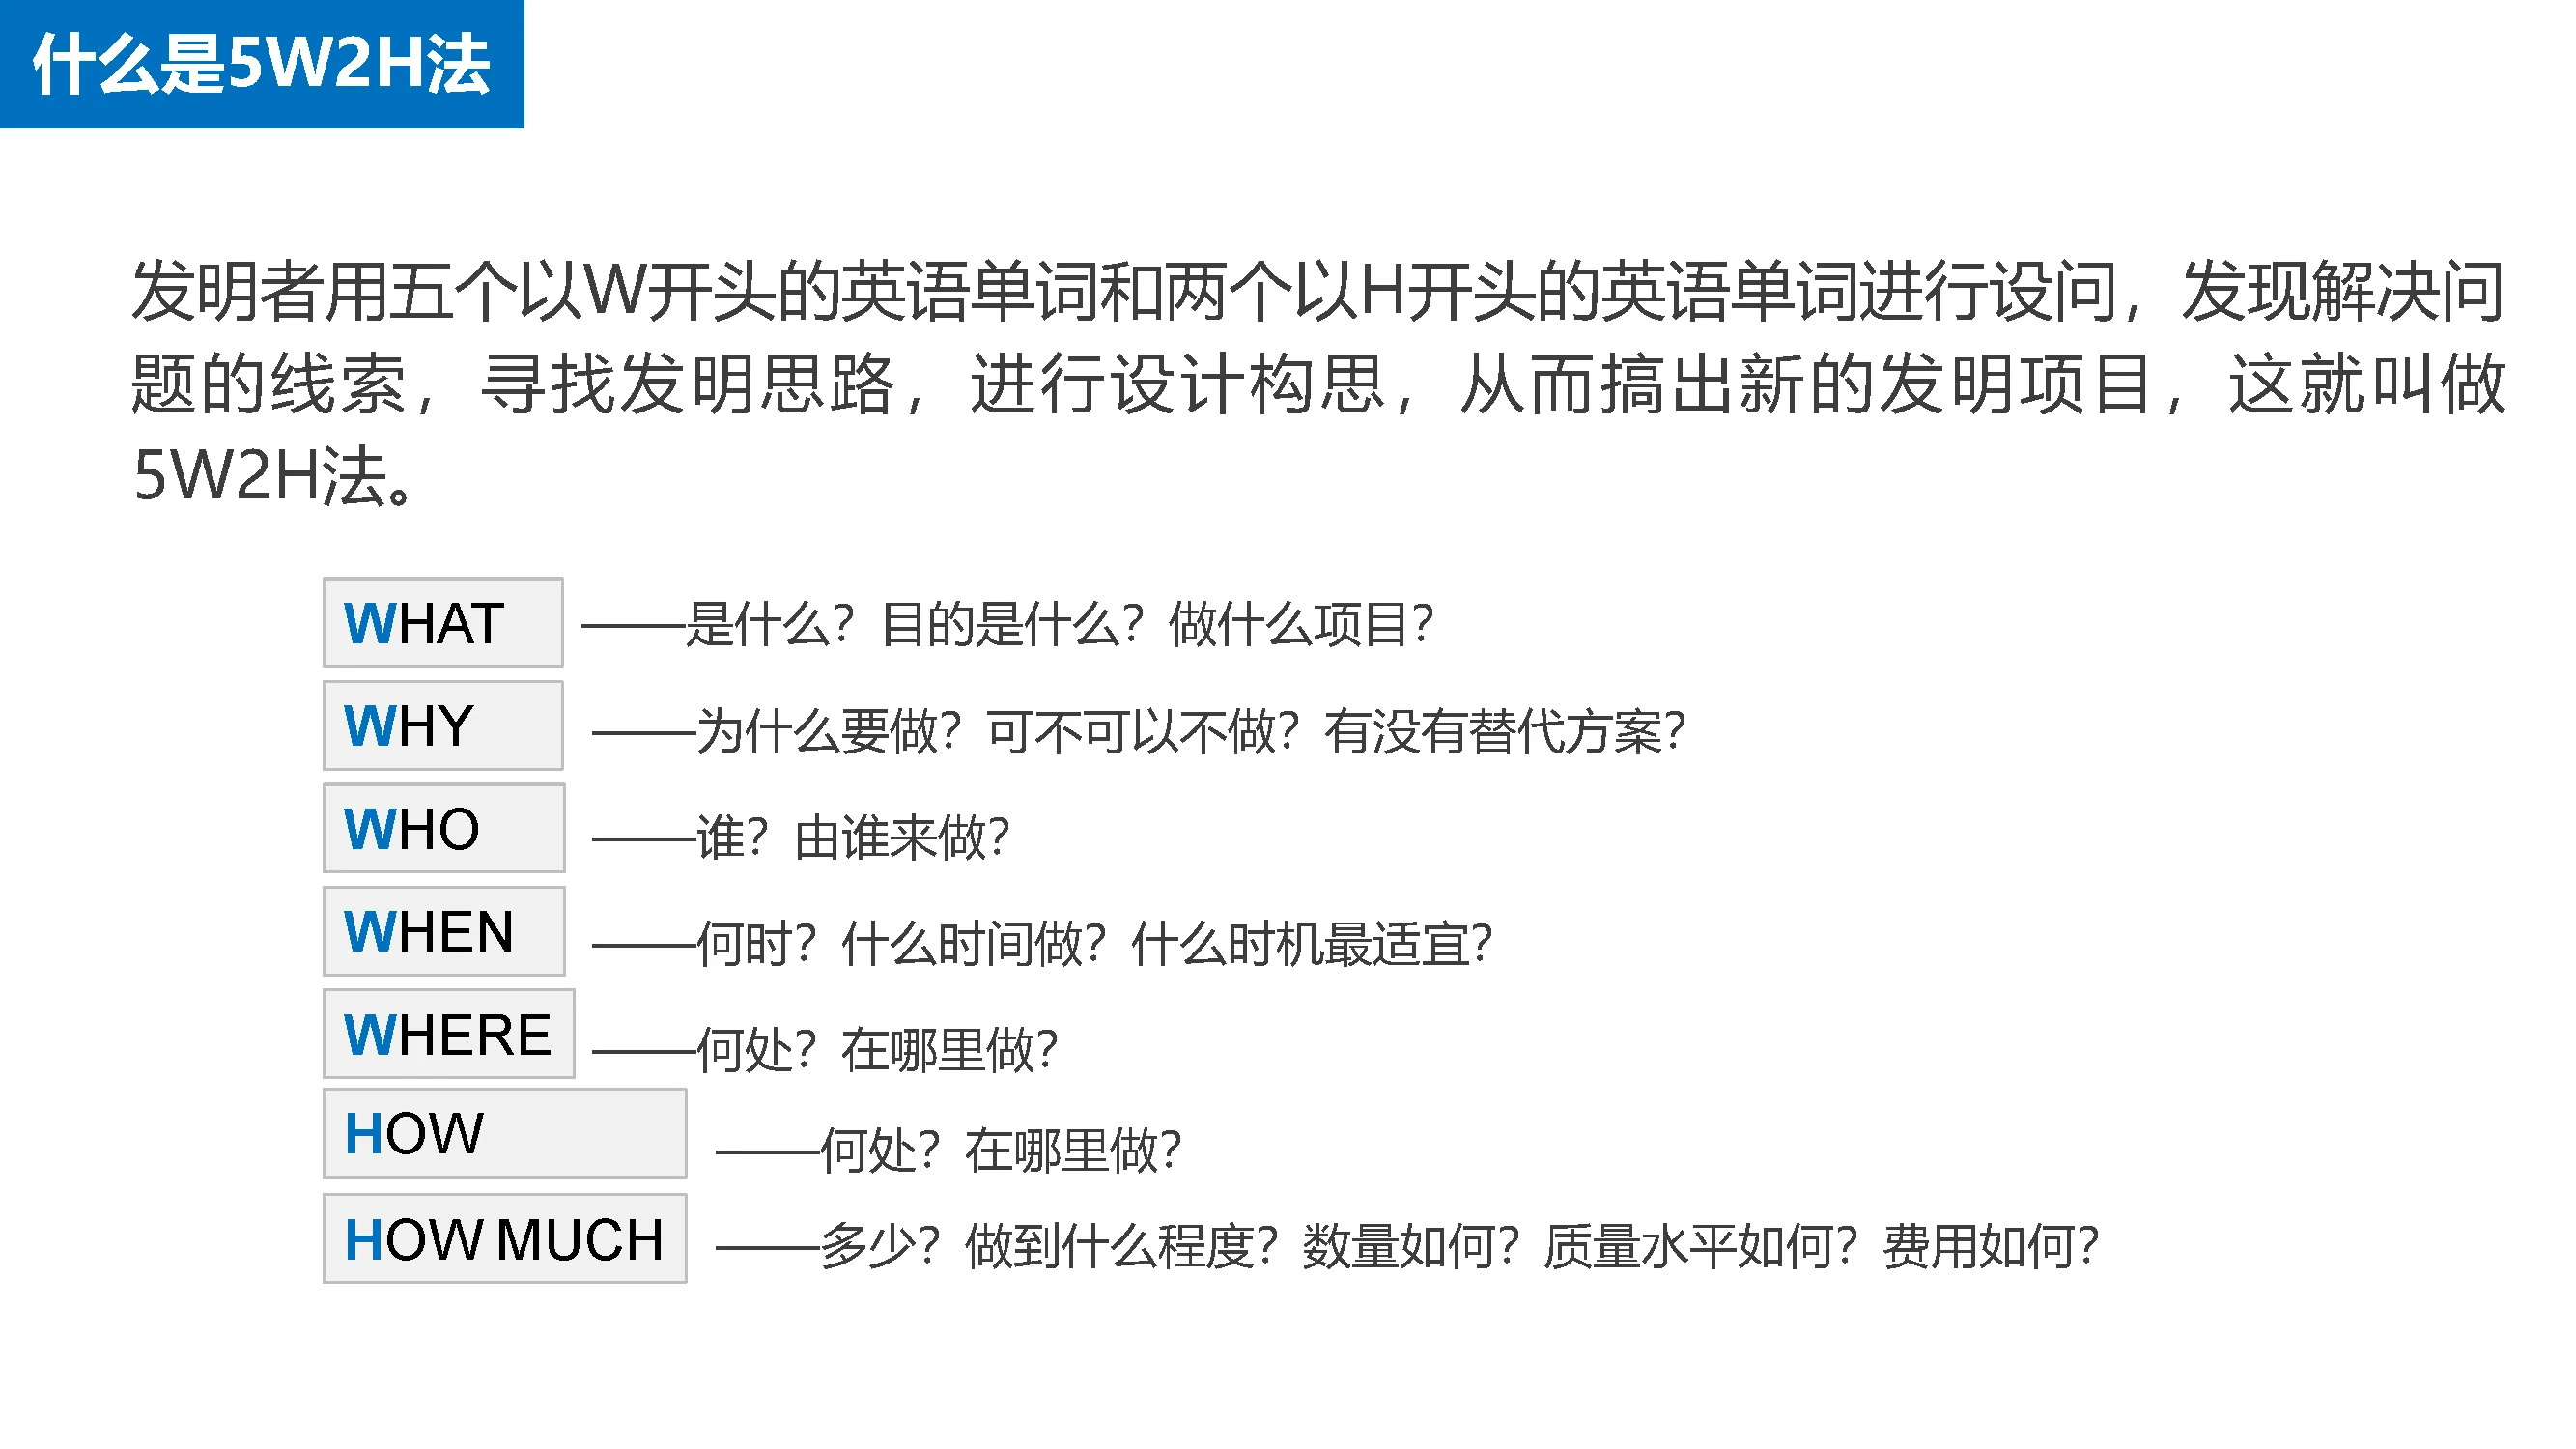 什么是5W2H法
发明者用五个以W开头的英语单词和两个以H开头的英语单词进行设问，发现解决问
题的线索，寻找发明思路，进行设计构思，从而搞出新的发明项目，这就叫做
5W2H法。
WHAT ——是什么？目的是什么？做什么项目？
WHY ——为什么要做？可不可以不做？有没有替代方案？
WHO ——谁？由谁来做？
WHEN ——何时？什么时间做？什么时机最适宜？
WHERE ——何处？在哪里做？
HOW ——何处？在哪里做？
HOW MUCH ——多少？做到什么程度？数量如何？质量水平如何？费用如何？